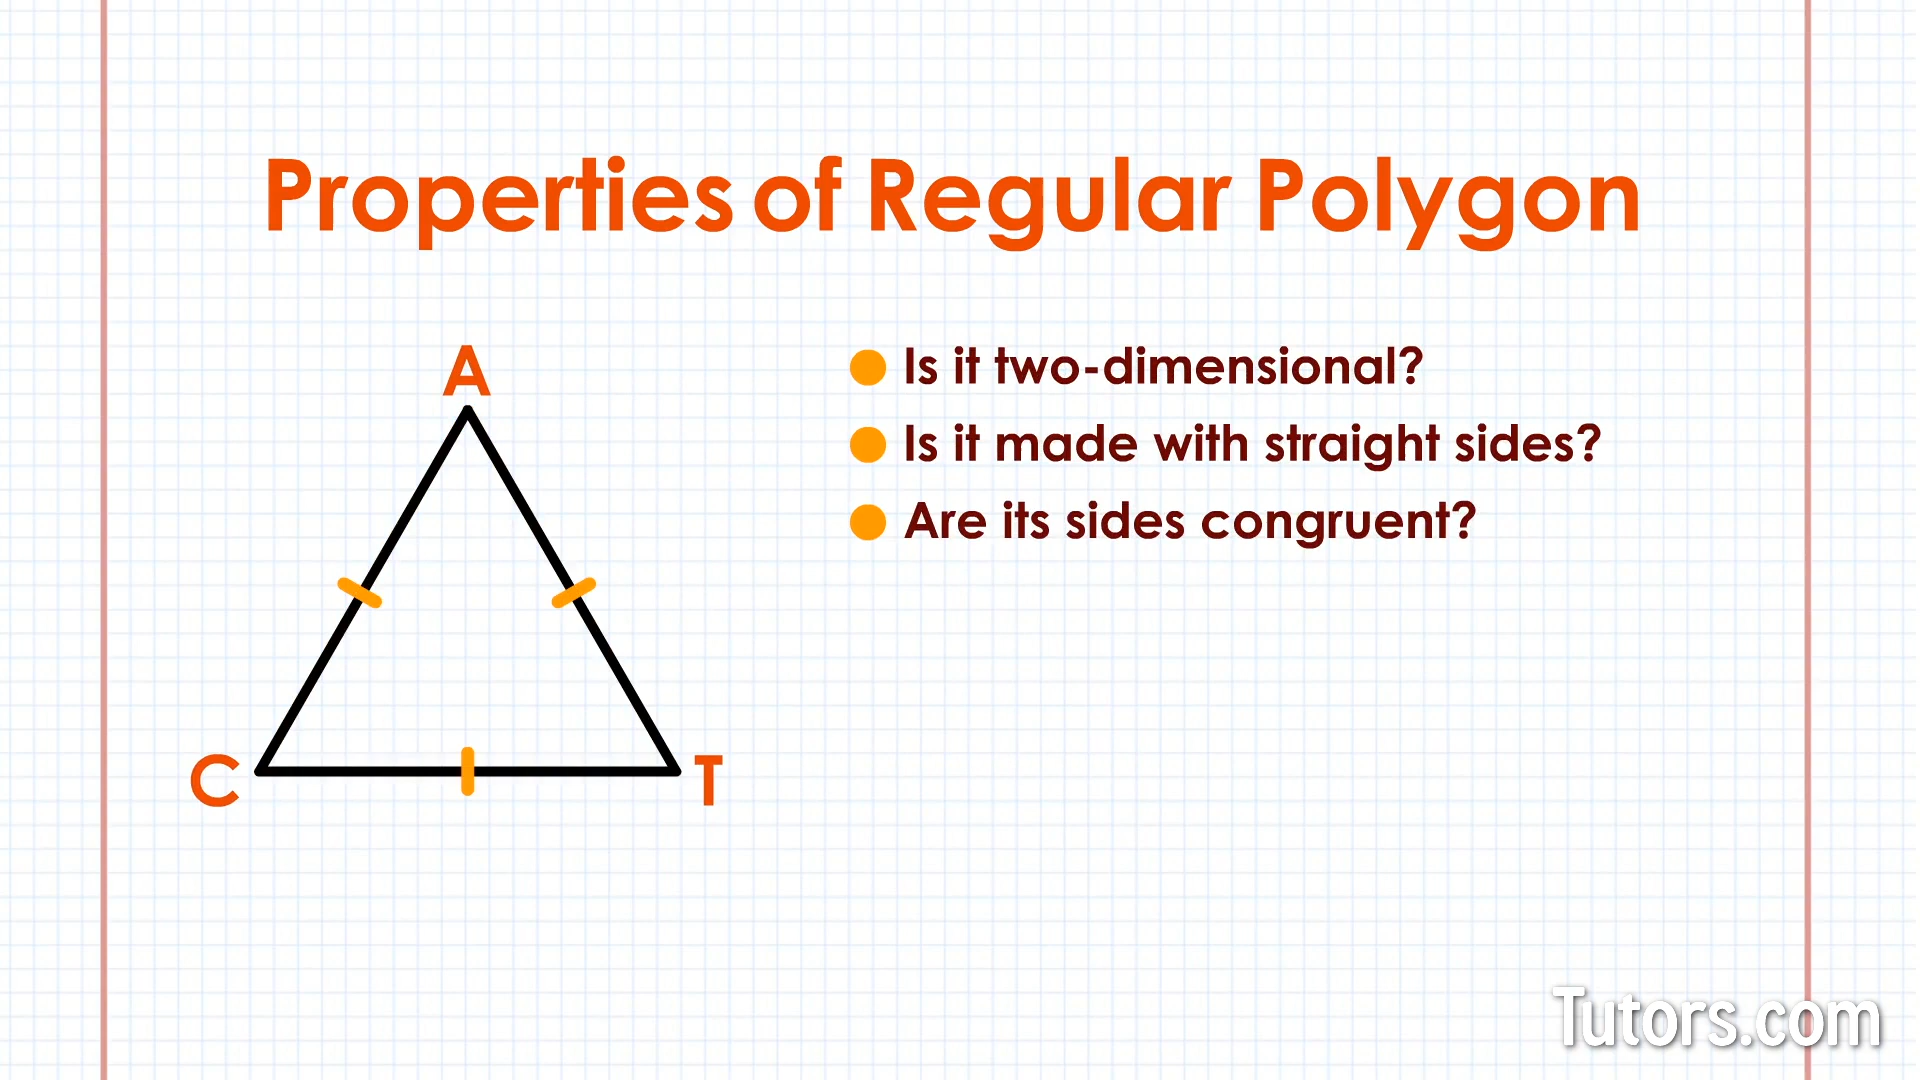 Properties of Regular Polygon
A
Is it two-dimensional?
Is it made with straight sides?
Are its sides congruent?
C
T
Tutors.com